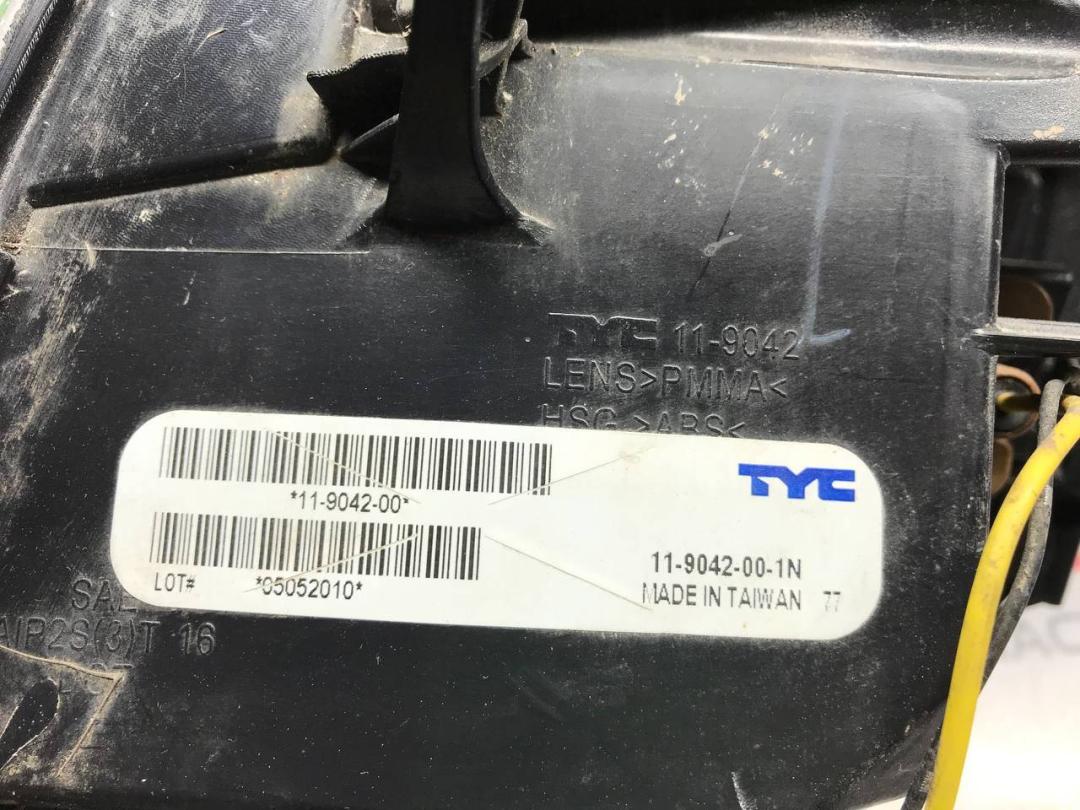 TYC 11-9042
LENS>PMMA<
HSG >ABS<
*11-9042-00*
TYC
LOT# *05052010*
11-9042-00-1N
MADE IN TAIWAN 77
SAE
AIP2S(3)T 16